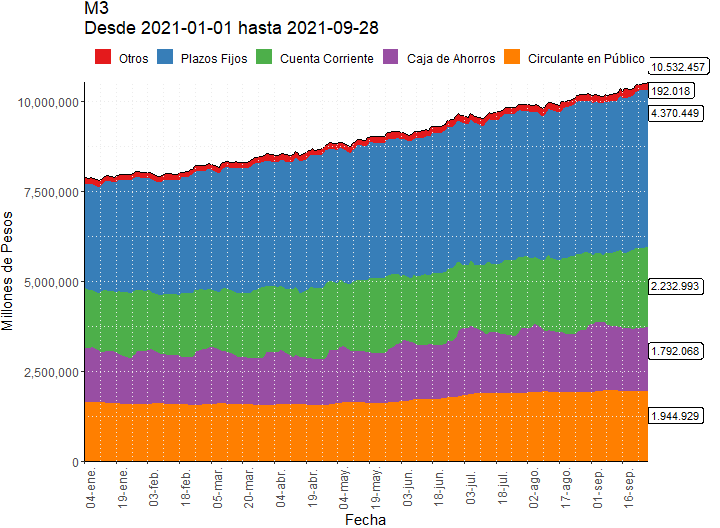 M3
Desde 2021-01-01 hasta 2021-09-28
Otros Plazos Fijos Cuenta Corriente Caja de Ahorros Circulante en Público
10.532.457
192.018
4.370.449
2.232.993
1.792.068
1.944.929
10,000,000
7,500,000
5,000,000
2,500,000
0
Millones de Pesos
04-ene.
19-ene.
03-feb.
18-feb.
05-mar.
20-mar.
04-abr.
19-abr.
04-may.
19-may.
03-jun.
18-jun.
03-jul.
18-jul.
02-ago.
17-ago.
01-sep.
16-sep.
Fecha